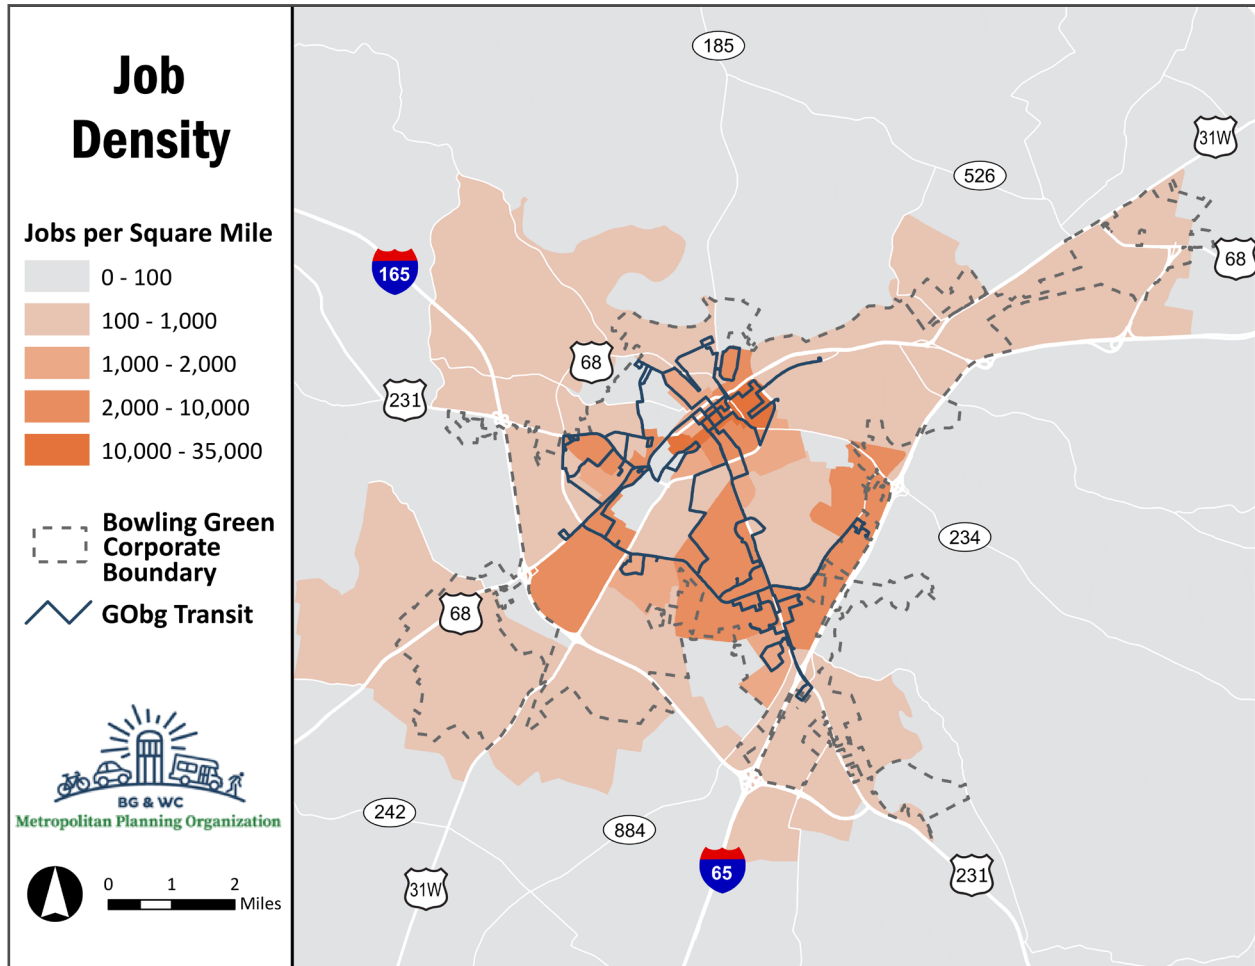 Job
Density
Jobs per Square Mile
0 - 100
100 - 1,000
1,000 - 2,000
2,000 - 10,000
10,000 - 35,000
Bowling Green
Corporate
Boundary
GObg Transit
BG & WC
Metropolitan Planning Organization
0 1 2
Miles
185
31W
526
68
165
68
231
234
68
242
884
65
31W
231